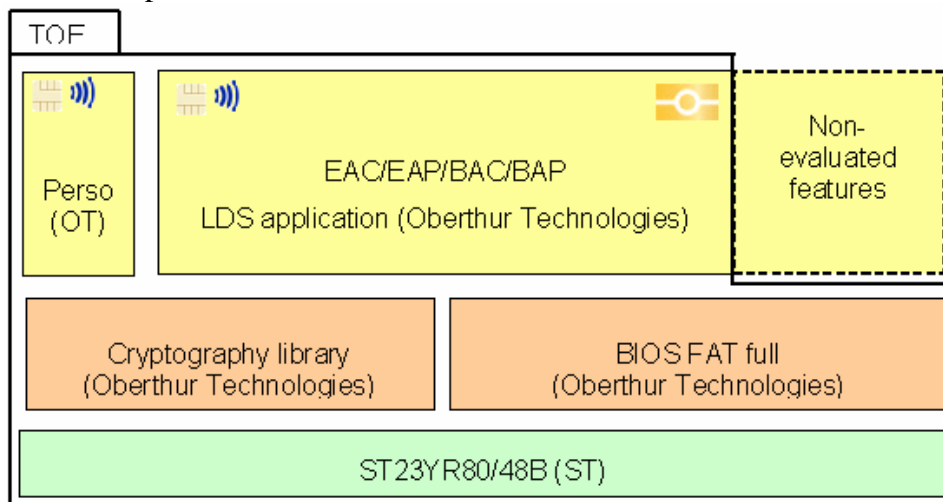 TOE
Perso
(OT)
EAC/EAP/BAC/BAP
LDS application (Oberthur Technologies)
Non-
evaluated
features
Cryptography library
(Oberthur Technologies)
BIOS FAT full
(Oberthur Technologies)
ST23YR80/48B (ST)